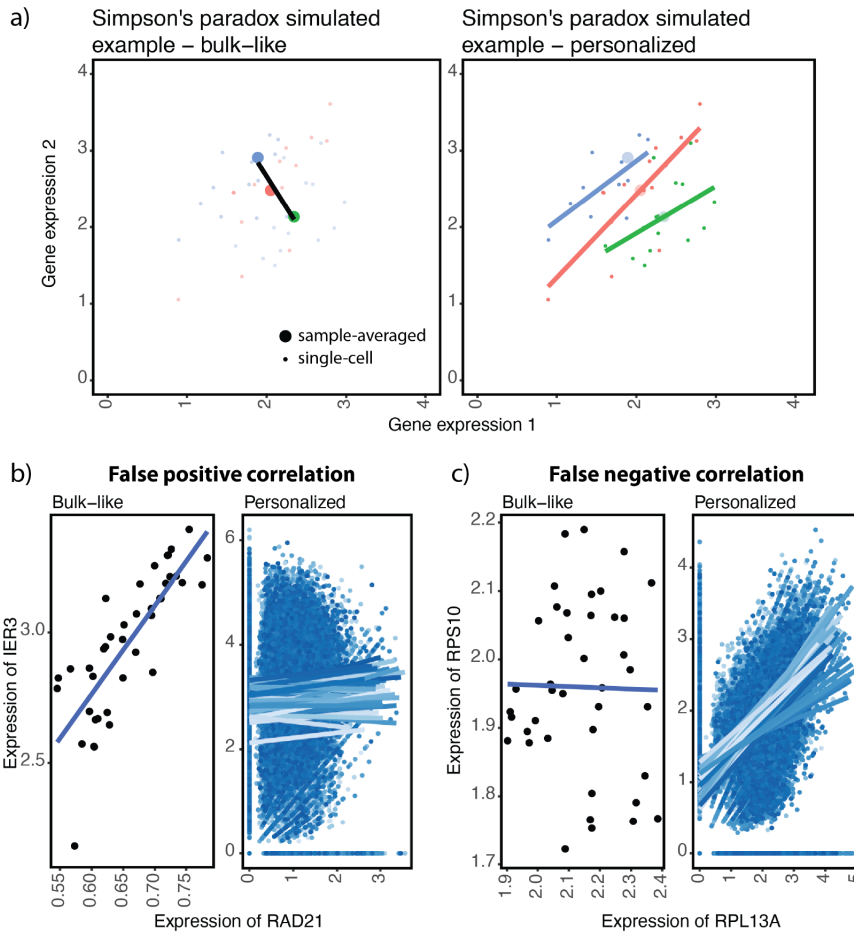 a)
Simpson's paradox simulated
example – bulk–like
Simpson's paradox simulated
example – personalized
Gene expression 2
4
3
2
1
0
4
3
2
1
0
sample-averaged
single-cell
0 1 2 3 4
0 1 2 3 4
Gene expression 1
b)
False positive correlation
Bulk–like
Personalized
Expression of IER3
3.0
2.5
6
4
2
0
0.55 0.60 0.65 0.70 0.75
0 1 2 3
Expression of RAD21
c)
False negative correlation
Bulk–like
Personalized
Expression of RPS10
2.2
2.1
2.0
1.9
1.8
1.7
4
3
2
1
0
1.9 2.0 2.1 2.2 2.3 2.4
0 1 2 3 4 5
Expression of RPL13A